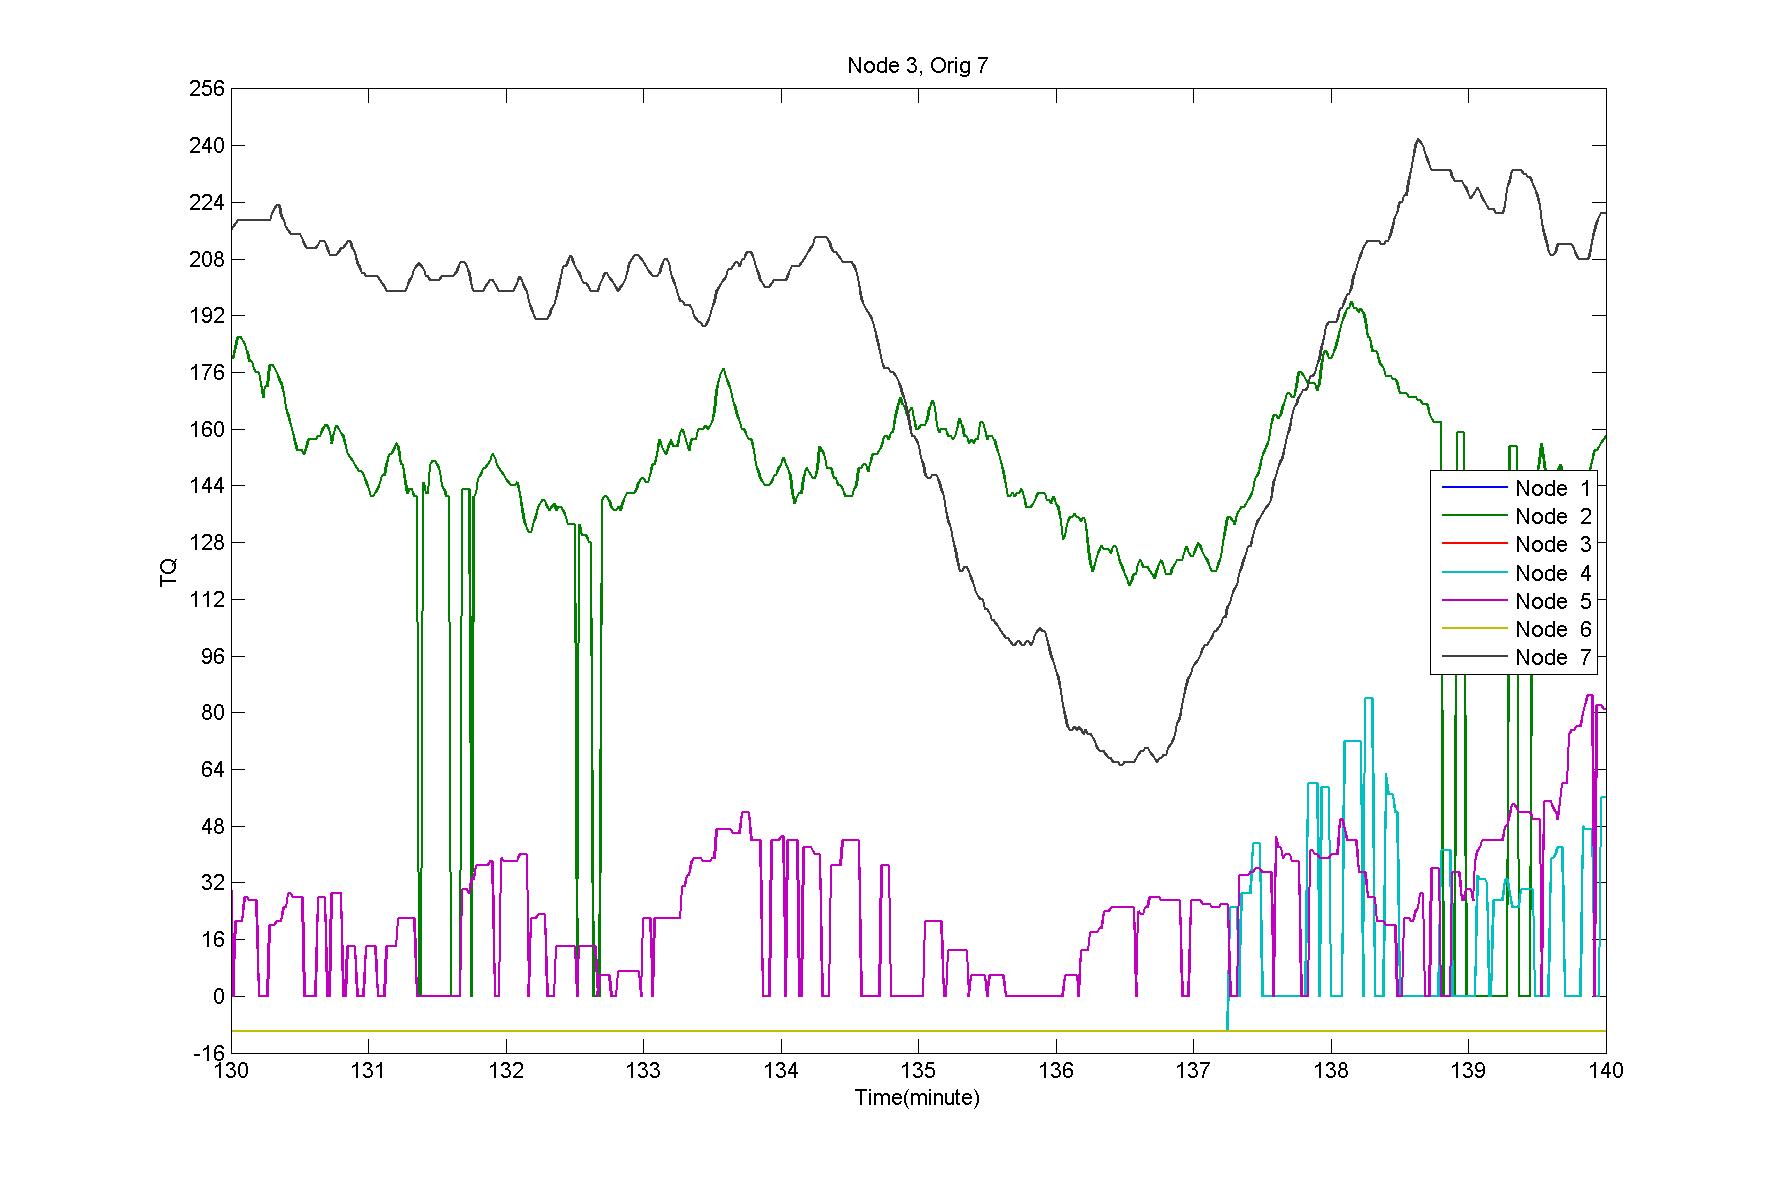 Node 3, Orig 7
256
240
224
208
192
176
160
144
128
112
96
80
64
48
32
16
0
-16
TQ
Node 1
Node 2
Node 3
Node 4
Node 5
Node 6
Node 7
130 131 132 133 134 135 136 137 138 139 140
Time(minute)